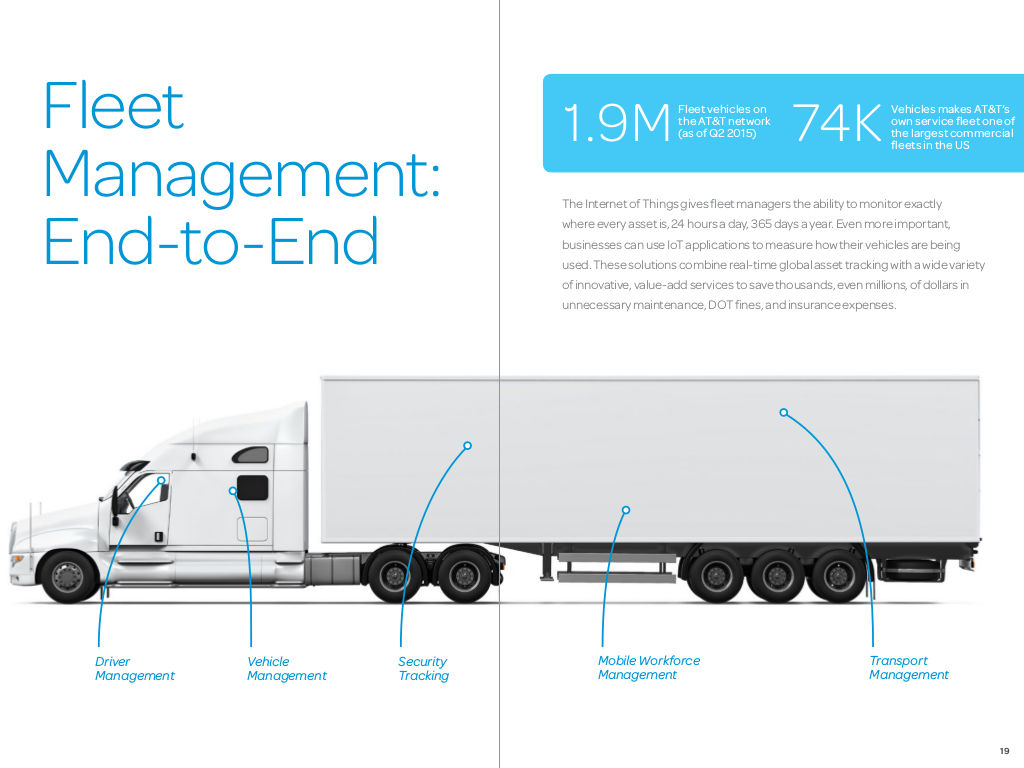 Fleet
Management:
End-to-End
1.9M
Fleet vehicles on
the AT&T network
(as of Q2 2015)
74K
Vehicles makes AT&T's
own service fleet one of
the largest commercial
fleets in the US
The Internet of Things gives fleet managers the ability to monitor exactly
where every asset is, 24 hours a day, 365 days a year. Even more important,
businesses can use IoT applications to measure how their vehicles are being
used. These solutions combine real-time global asset tracking with a wide variety
of innovative, value-add services to save thousands, even millions, of dollars in
unnecessary maintenance, DOT fines, and insurance expenses.
Driver
Management
Vehicle
Management
Security
Tracking
Mobile Workforce
Management
Transport
Management
19